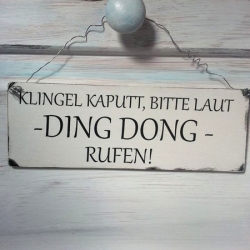 KLINGEL KAPUTT, BITTE LAUT
-DING DONG -
RUFEN!